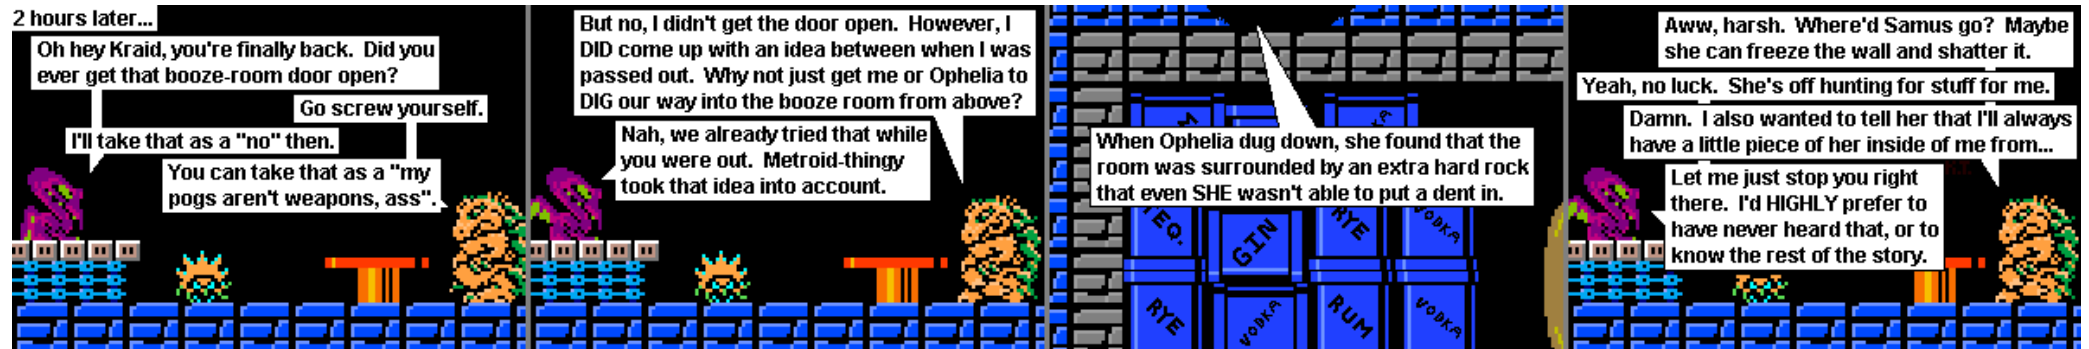 2 hours later...
Oh hey Kraid, you're finally back. Did you
ever get that booze-room door open?
Go screw yourself.
I'll take that as a "no" then.
You can take that as a "my
pogs aren't weapons, ass".
But no, I didn't get the door open. However, I
DID come up with an idea between when I was
passed out. Why not just get me or Ophelia to
DIG our way into the booze room from above?
Nah, we already tried that while
you were out. Metroid-thingy
took that idea into account.
When Ophelia dug down, she found that the
room was surrounded by an extra hard rock
that even SHE wasn't able to put a dent in.
TEQ.
GIN
RYE
VODKA
RYE
VODKA
RUM
VODKA
Aww, harsh. Where'd Samus go? Maybe
she can freeze the wall and shatter it.
Yeah, no luck. She's off hunting for stuff for me.
Damn. I also wanted to tell her that I'll always
have a little piece of her inside of me from...
Let me just stop you right
there. I'd HIGHLY prefer to
have never heard that, or to
know the rest of the story.